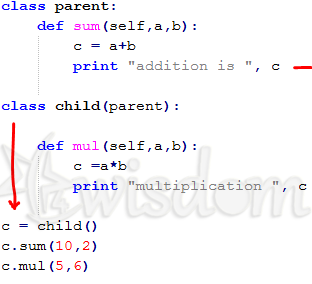 class parent:
    def sum(self,a,b):
        c = a+b
        print "addition is ", c
class child(parent):
    def mul(self,a,b):
        c =a*b
        print "multiplication ", c
wisdom
c = child()
c.sum(10,2)
c.mul(5,6)